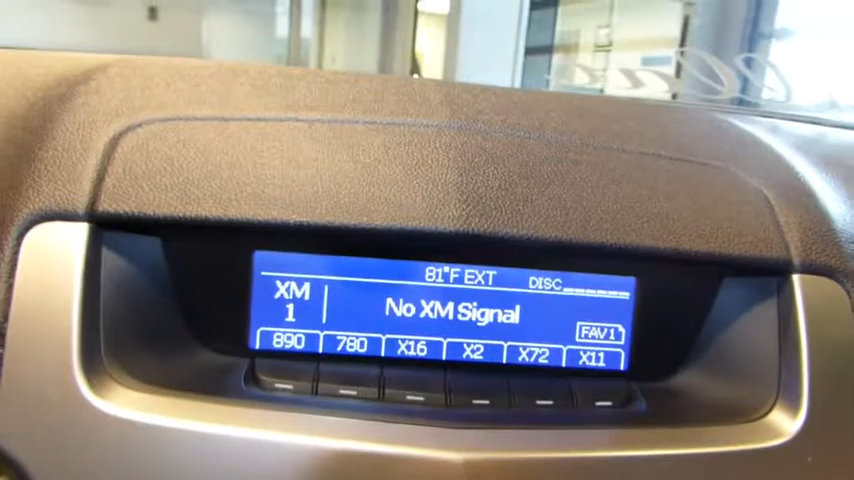 81°F EXT DISC
XM
1
No XM Signal
FAV1
890 780 X16 X2 X72 X11